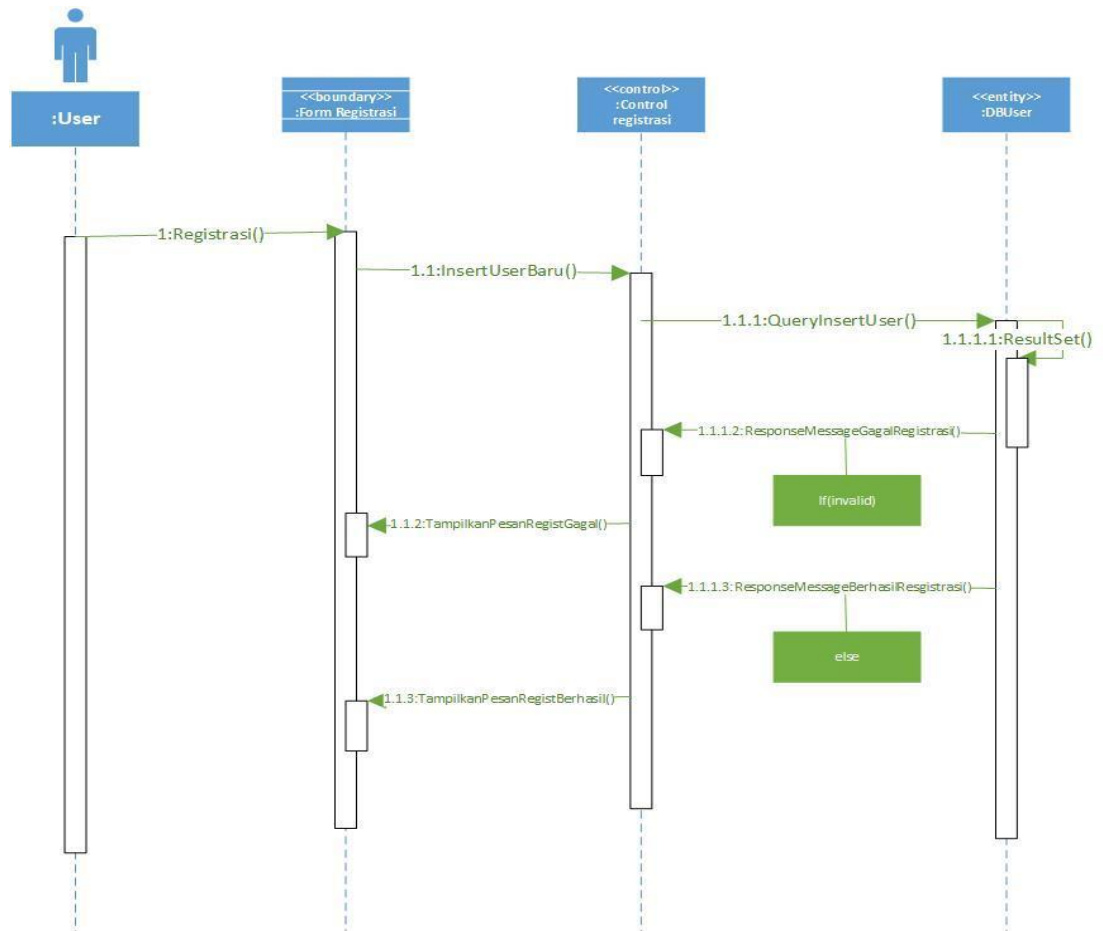 :User
<<boundary>>
:Form Registrasi
<<control>>
:Control
registrasi
<<entity>>
:DBUser
1:Registrasi()
1.1:InsertUserBaru()
1.1.1:QueryInsertUser()
1.1.1.1:ResultSet()
1.1.1.2:ResponseMessageGagalRegistrasi()
If(invalid)
1.1.2:TampilkanPesanRegistGagal()
1.1.1.3:ResponseMessageBerhasilResgistrasi()
else
1.1.3:TampilkanPesanRegistBerhasil()